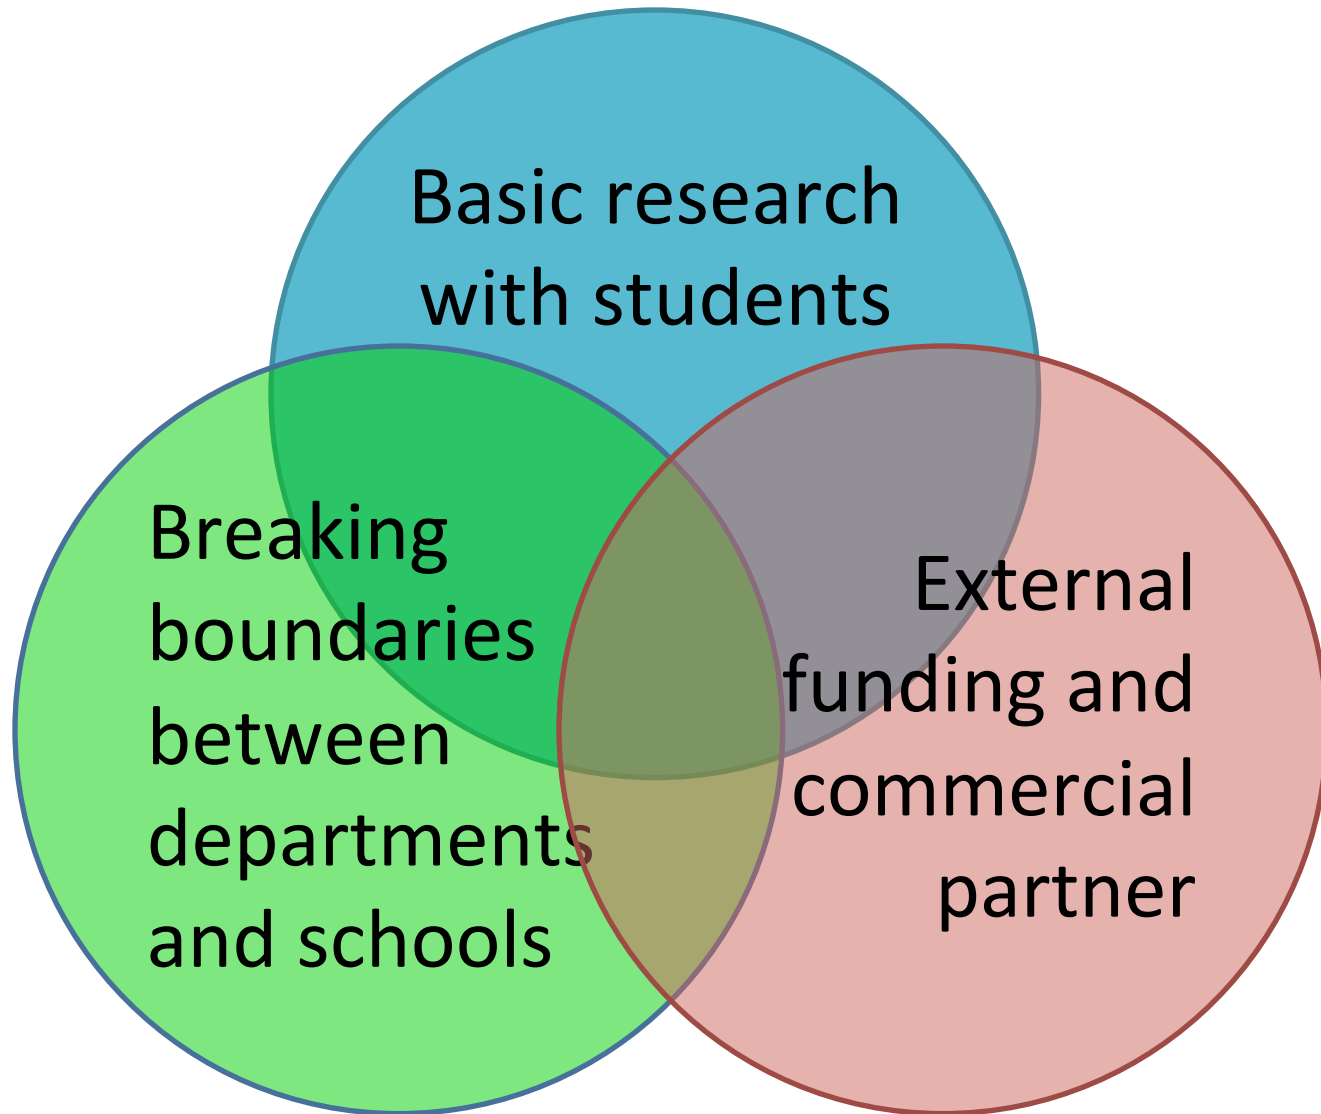 Basic research
with students
Breaking
boundaries
between
departments
and schools
External
funding and
commercial
partner